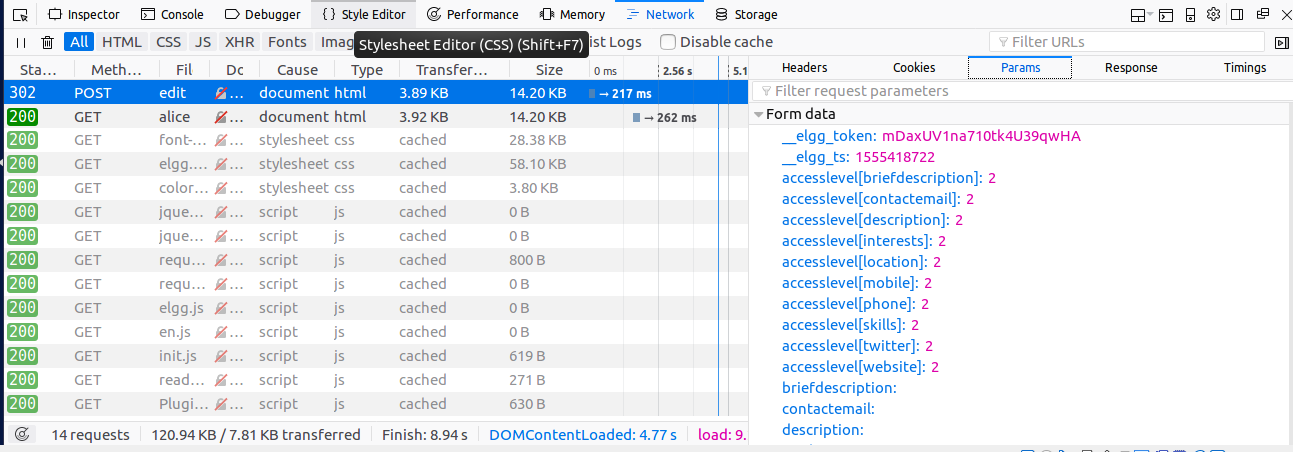 Inspector Console Debugger Style Editor Performance Memory Network Storage
All HTML CSS JS XHR Fonts Imag Stylesheet Editor (CSS) (Shift+F7) ist Logs Disable cache Filter URLs
Sta… Meth… Fil Do Cause Type Transfer… Size 0 ms 2.56 s 5.1
302 POST edit … document html 3.89 KB 14.20 KB → 217 ms
200 GET alice … document html 3.92 KB 14.20 KB → 262 ms
200 GET font-… … stylesheet css cached 28.38 KB
200 GET elgg.… … stylesheet css cached 58.10 KB
200 GET color… … stylesheet css cached 3.80 KB
200 GET jque… … script js cached 0 B
200 GET jque… … script js cached 0 B
200 GET requ… … script js cached 800 B
200 GET requ… … script js cached 0 B
200 GET elgg.js … script js cached 0 B
200 GET en.js … script js cached 0 B
200 GET init.js … script js cached 619 B
200 GET read… … script js cached 271 B
200 GET Plugi… … script js cached 630 B
14 requests 120.94 KB / 7.81 KB transferred Finish: 8.94 s DOMContentLoaded: 4.77 s load: 9.
Headers Cookies Params Response Timings
Filter request parameters
Form data
__elgg_token: mDaxUV1na710tk4U39qwHA
__elgg_ts: 1555418722
accesslevel[briefdescription]: 2
accesslevel[contactemail]: 2
accesslevel[description]: 2
accesslevel[interests]: 2
accesslevel[location]: 2
accesslevel[mobile]: 2
accesslevel[phone]: 2
accesslevel[skills]: 2
accesslevel[twitter]: 2
accesslevel[website]: 2
briefdescription:
contactemail:
description: